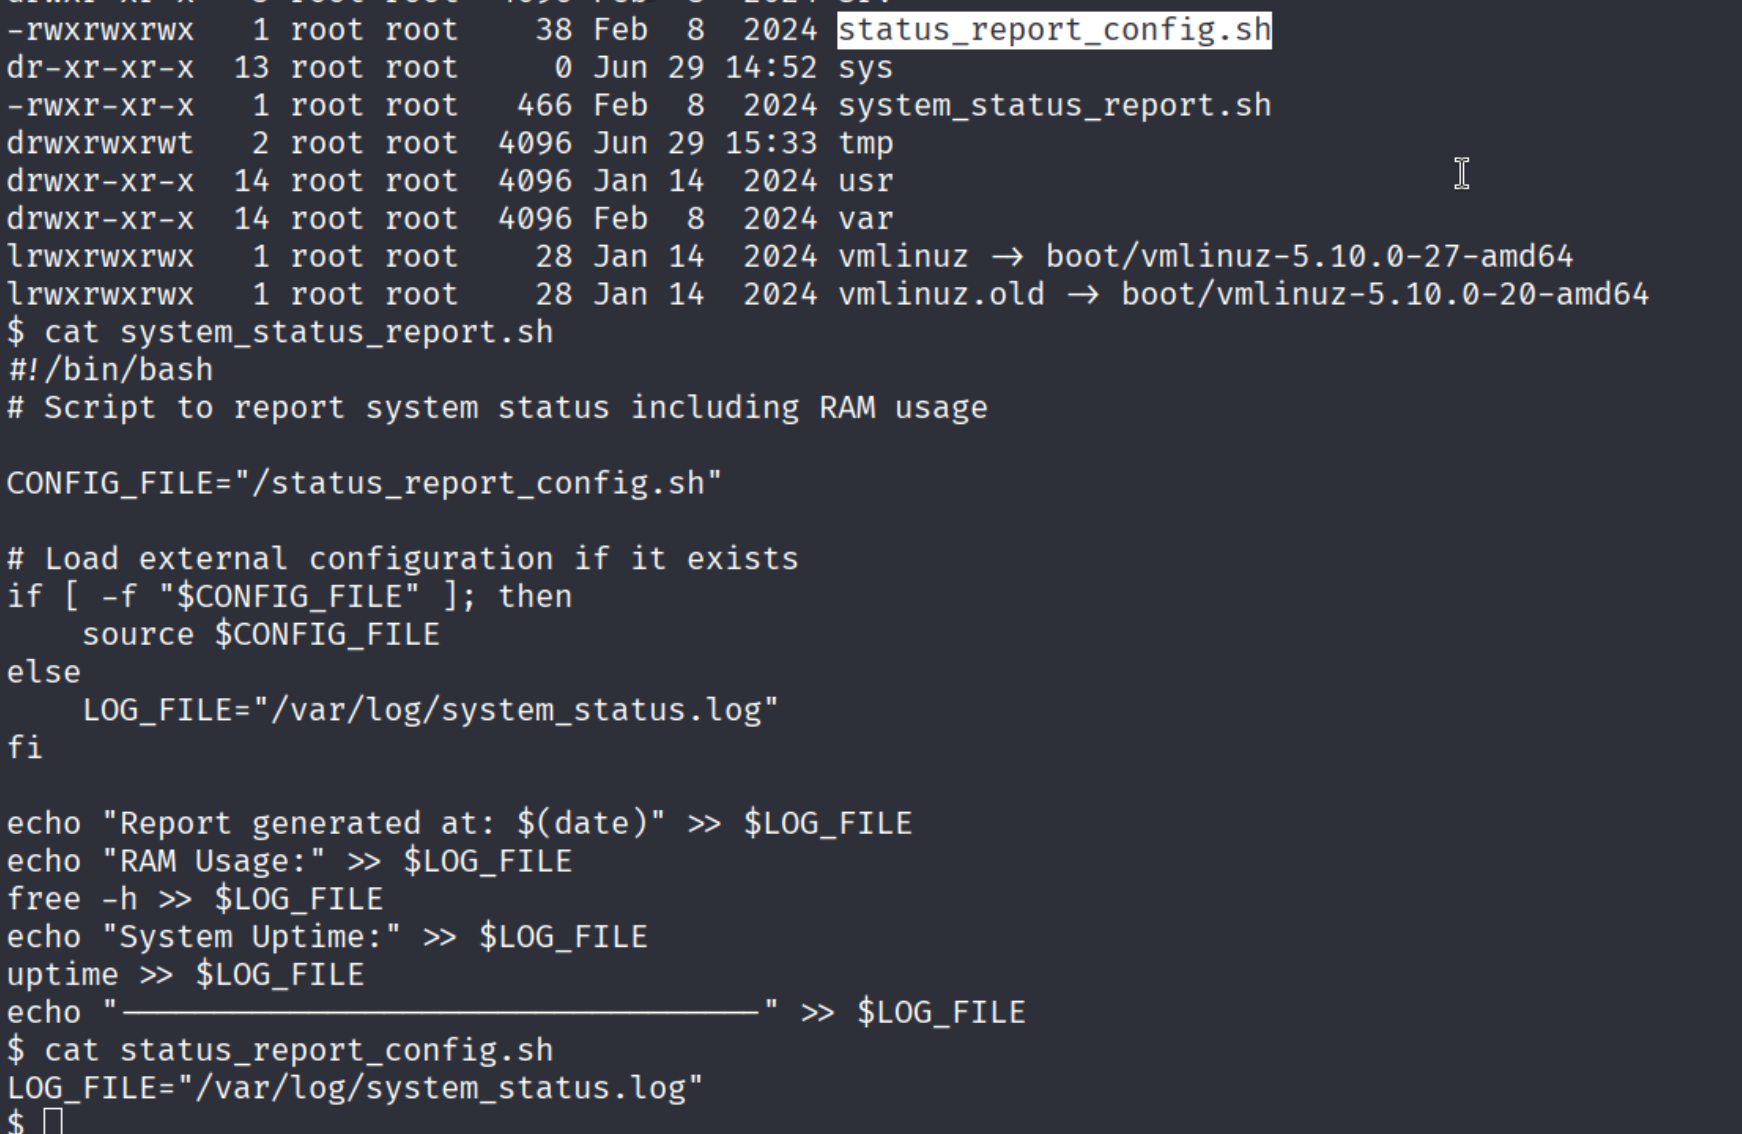 -rwxrwxrwx   1 root root    38 Feb  8  2024 status_report_config.sh
dr-xr-xr-x  13 root root     0 Jun 29 14:52 sys
-rwxr-xr-x   1 root root   466 Feb  8  2024 system_status_report.sh
drwxrwxrwt   2 root root  4096 Jun 29 15:33 tmp
drwxr-xr-x  14 root root  4096 Jan 14  2024 usr
drwxr-xr-x  14 root root  4096 Feb  8  2024 var
lrwxrwxrwx   1 root root    28 Jan 14  2024 vmlinuz → boot/vmlinuz-5.10.0-27-amd64
lrwxrwxrwx   1 root root    28 Jan 14  2024 vmlinuz.old → boot/vmlinuz-5.10.0-20-amd64
$ cat system_status_report.sh
#!/bin/bash
# Script to report system status including RAM usage
CONFIG_FILE="/status_report_config.sh"
# Load external configuration if it exists
if [ -f "$CONFIG_FILE" ]; then
    source $CONFIG_FILE
else
    LOG_FILE="/var/log/system_status.log"
fi
echo "Report generated at: $(date)" >> $LOG_FILE
echo "RAM Usage:" >> $LOG_FILE
free -h >> $LOG_FILE
echo "System Uptime:" >> $LOG_FILE
uptime >> $LOG_FILE
echo "----------------------------------" >> $LOG_FILE
$ cat status_report_config.sh
LOG_FILE="/var/log/system_status.log"
$